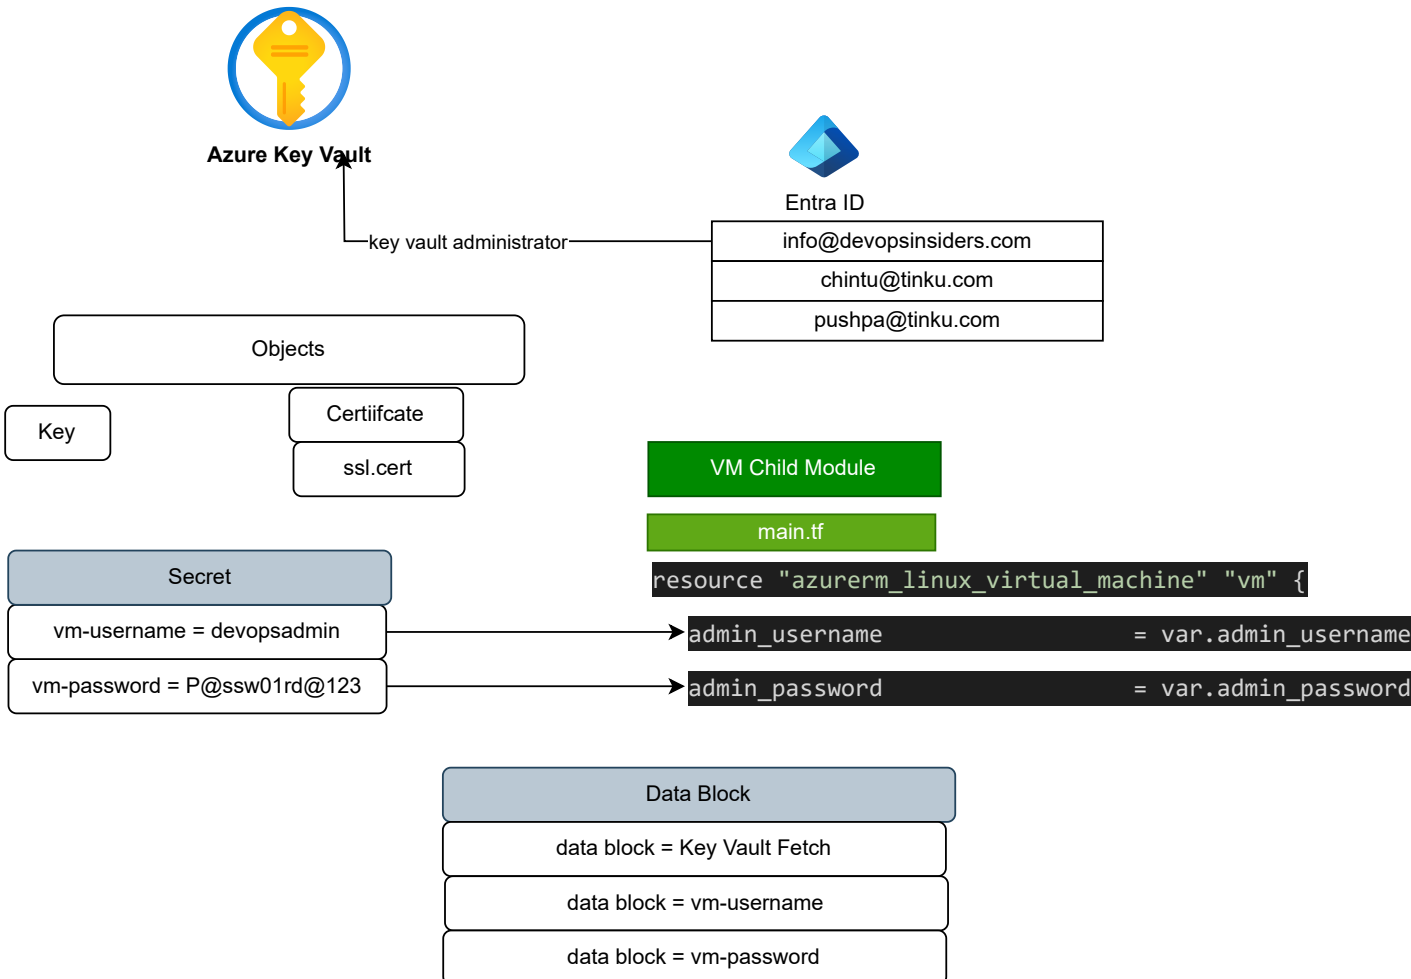 Azure Key Vault
Entra ID
key vault administrator
info@devopsinsiders.com
chintu@tinku.com
pushpa@tinku.com
Objects
Key
Certiifcate
ssl.cert
VM Child Module
main.tf
Secret
resource "azurerm_linux_virtual_machine" "vm" {
vm-username = devopsadmin
admin_username = var.admin_username
vm-password = P@ssw01rd@123
admin_password = var.admin_password
Data Block
data block = Key Vault Fetch
data block = vm-username
data block = vm-password